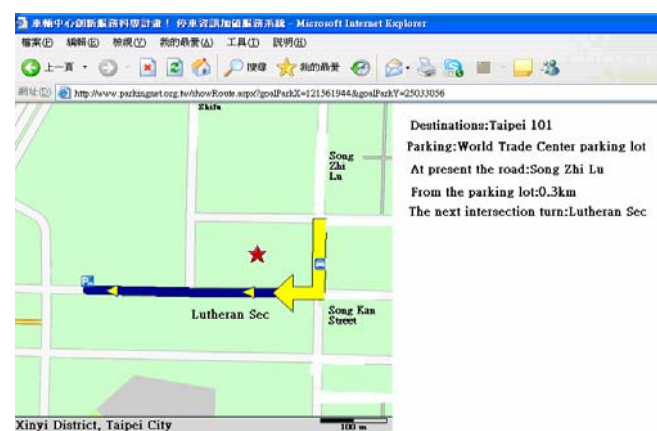 車輛中心創新服務科專計畫! 停車資訊加值服務系統 - Microsoft Internet Explorer
檔案(F) 編輯(E) 檢視(V) 我的最愛(A) 工具(T) 說明(H)
上一頁 搜尋 我的最愛
網址(D) http://www.parkingnet.org.tw/showRoute.aspx?goalParkX=121561944&goalParkY=25033056
Shifu
Song
Zhi
Lu
Lutheran Sec
Song Kan
Street
Xinyi District, Taipei City
100 m
Destinations:Taipei 101
Parking:World Trade Center parking lot
At present the road:Song Zhi Lu
From the parking lot:0.3km
The next intersection turn:Lutheran Sec